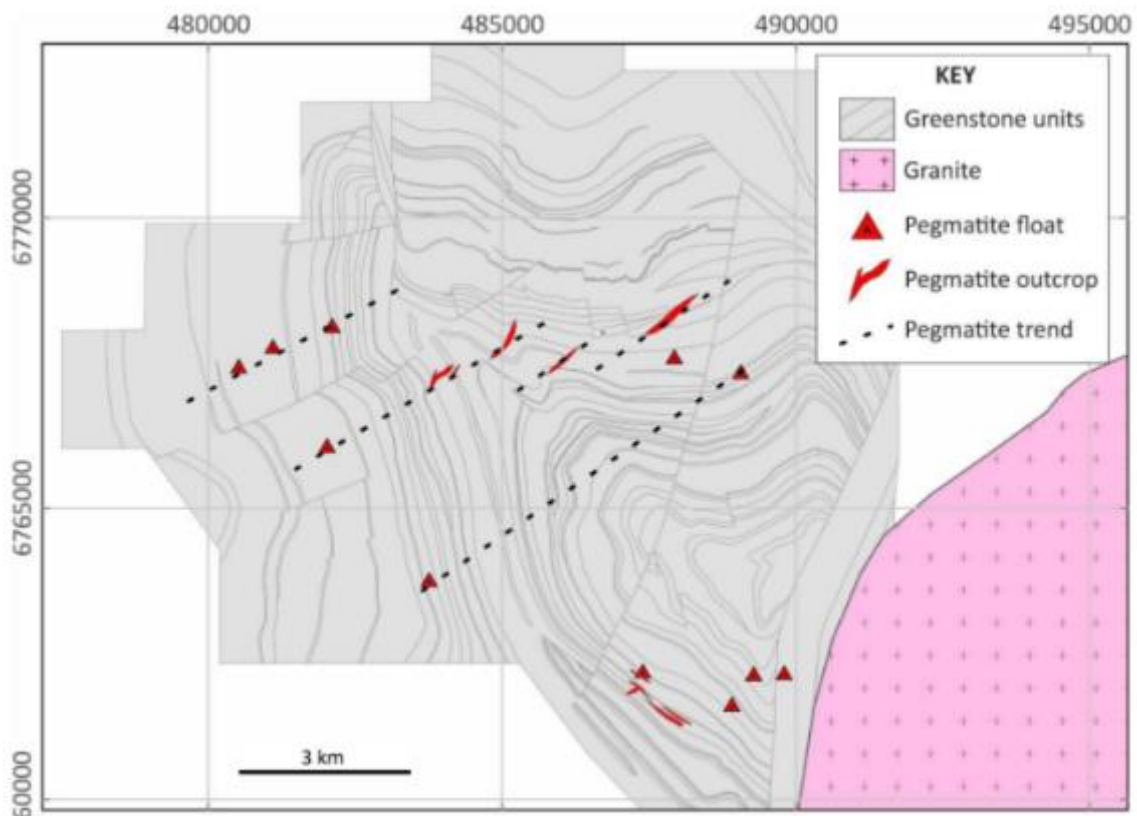 480000 485000 490000 495000
KEY
Greenstone units
Granite
Pegmatite float
Pegmatite outcrop
Pegmatite trend
6770000
6765000
60000
3 km